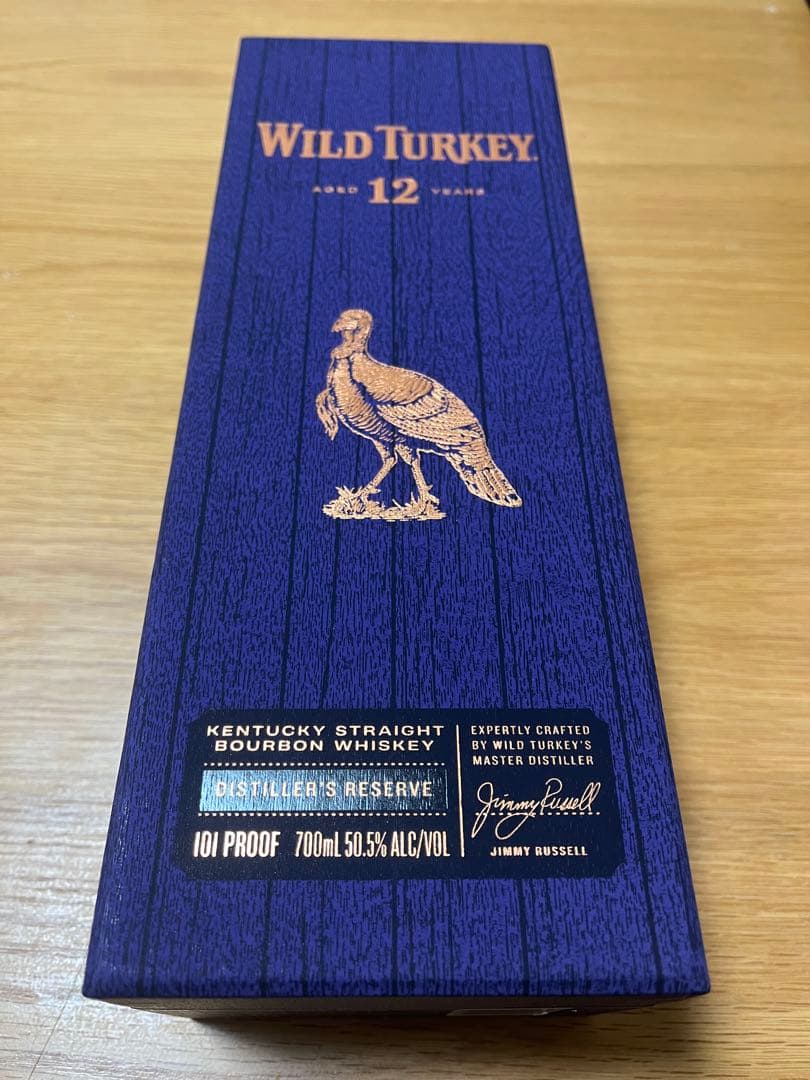 WILD TURKEY.
AGED 12 YEARS
KENTUCKY STRAIGHT
BOURBON WHISKEY
DISTILLER'S RESERVE
101 PROOF 700mL 50.5% ALC/VOL
EXPERTLY CRAFTED
BY WILD TURKEY'S
MASTER DISTILLER
Jimmy Russell
JIMMY RUSSELL